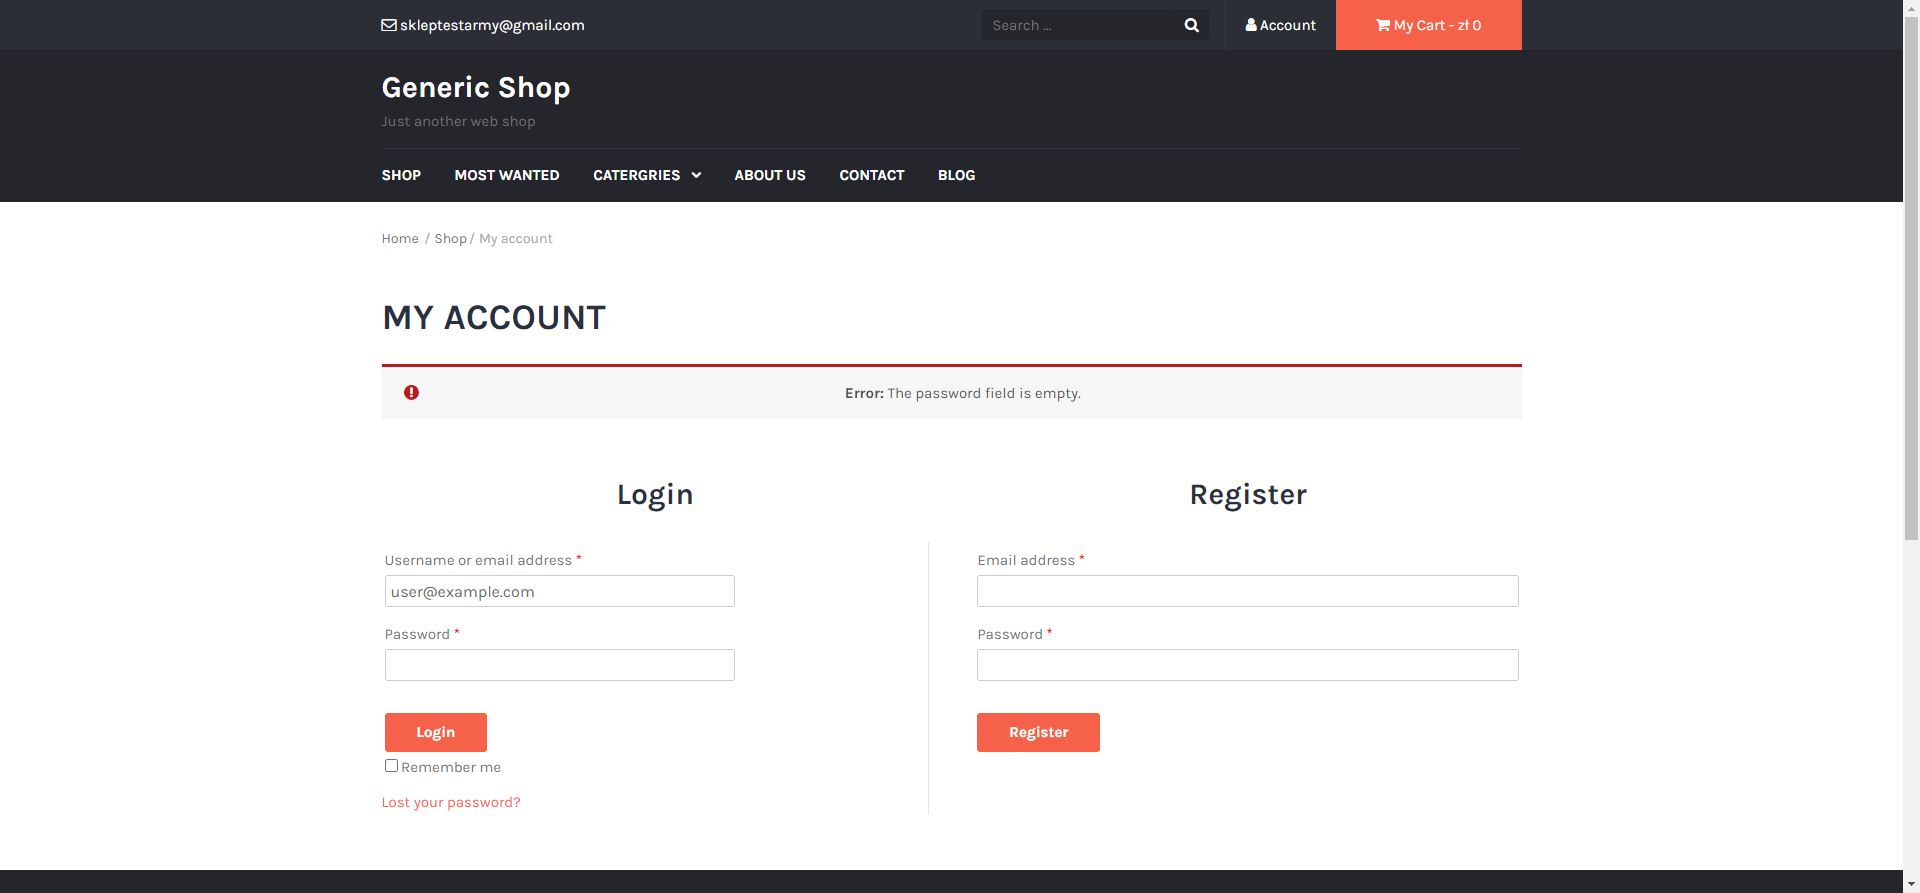 skleptestarmy@gmail.com
Search ...
Account
My Cart - zł 0
Generic Shop
Just another web shop
SHOP MOST WANTED CATERGRIES ABOUT US CONTACT BLOG
Home / Shop / My account
MY ACCOUNT
Error: The password field is empty.
Login
Username or email address *
user@example.com
Password *
Login
Remember me
Lost your password?
Register
Email address *
Password *
Register